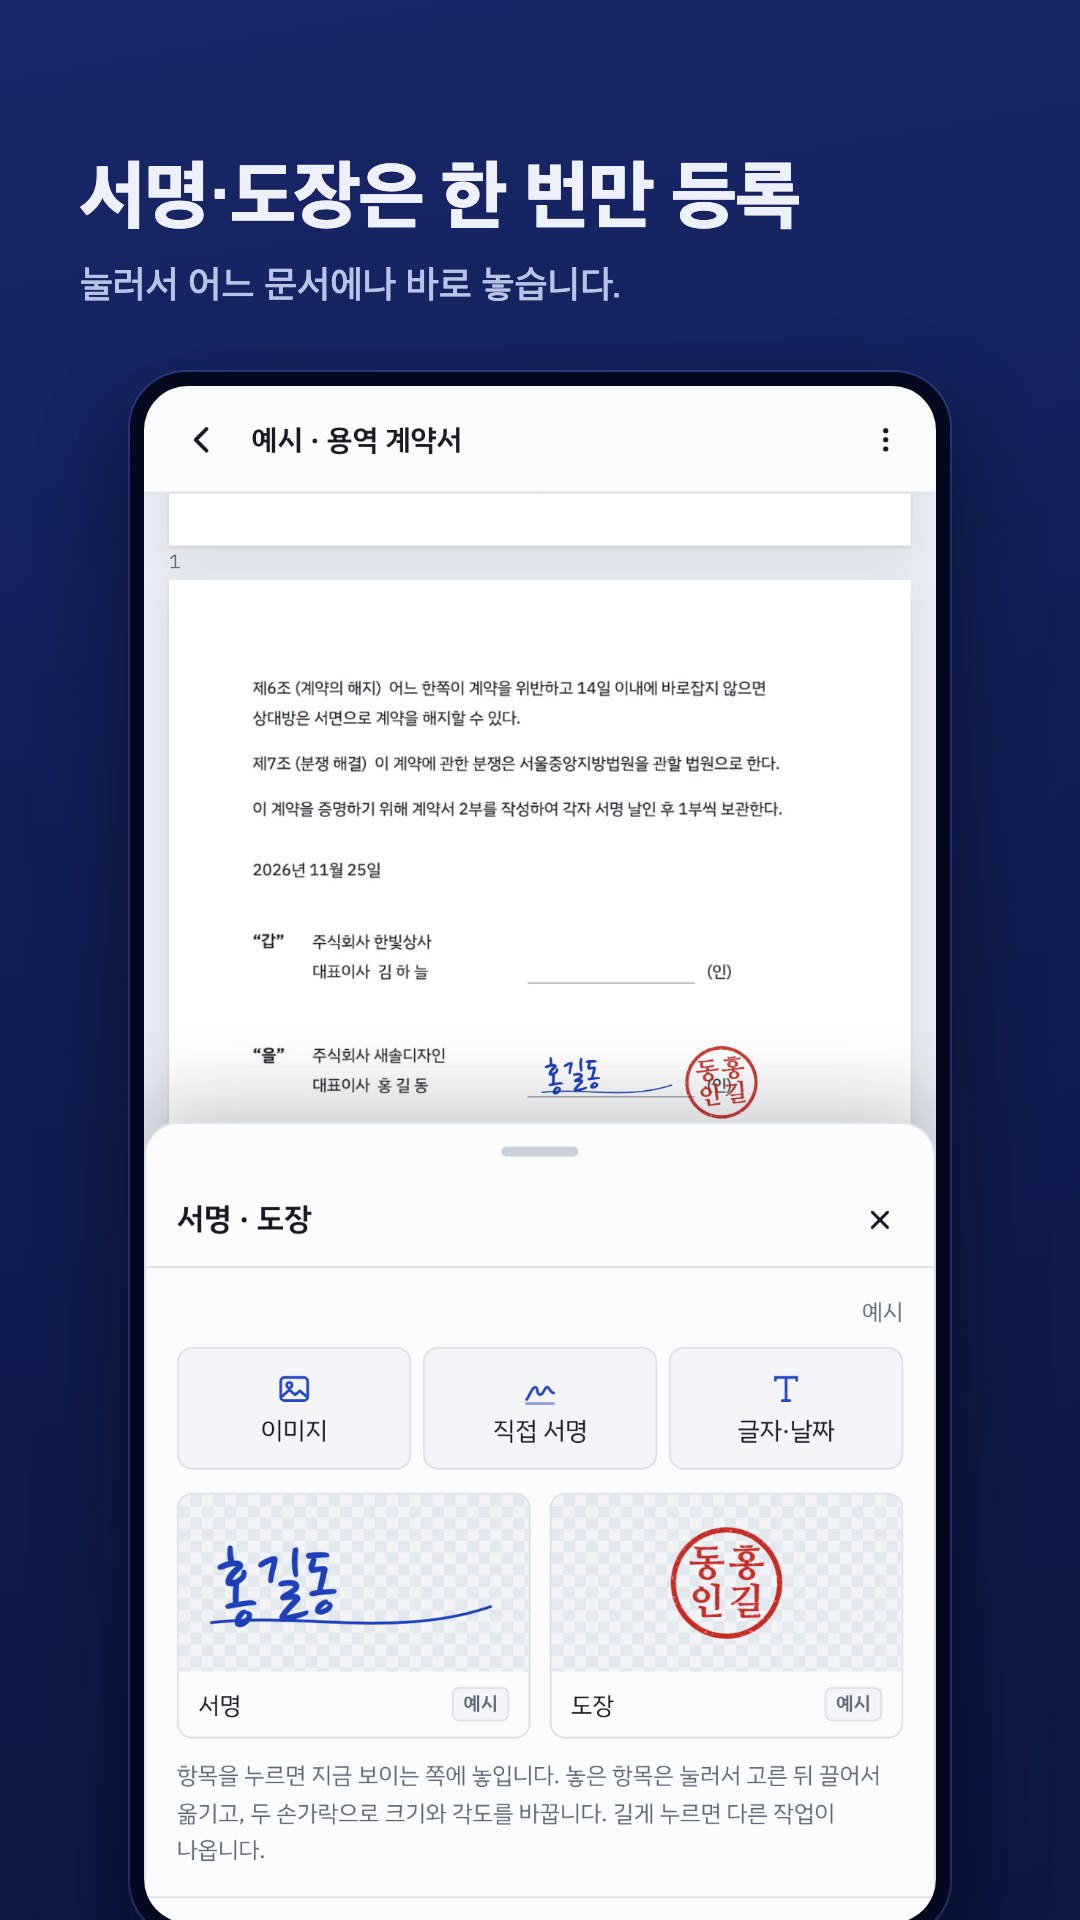 서명·도장은 한 번만 등록
눌러서 어느 문서에나 바로 놓습니다.
예시 · 용역 계약서
1
제6조 (계약의 해지) 어느 한쪽이 계약을 위반하고 14일 이내에 바로잡지 않으면
상대방은 서면으로 계약을 해지할 수 있다.
제7조 (분쟁 해결) 이 계약에 관한 분쟁은 서울중앙지방법원을 관할 법원으로 한다.
이 계약을 증명하기 위해 계약서 2부를 작성하여 각자 서명 날인 후 1부씩 보관한다.
2026년 11월 25일
“갑” 주식회사 한빛상사
대표이사 김 하 늘 (인)
“을” 주식회사 새솔디자인
대표이사 홍 길 동 홍길동 (인) 동홍
인길
서명 · 도장
예시
이미지 직접 서명 글자·날짜
홍길동 동홍
인길
서명 예시 도장 예시
항목을 누르면 지금 보이는 쪽에 놓입니다. 놓은 항목은 눌러서 고른 뒤 끌어서
옮기고, 두 손가락으로 크기와 각도를 바꿉니다. 길게 누르면 다른 작업이
나옵니다.